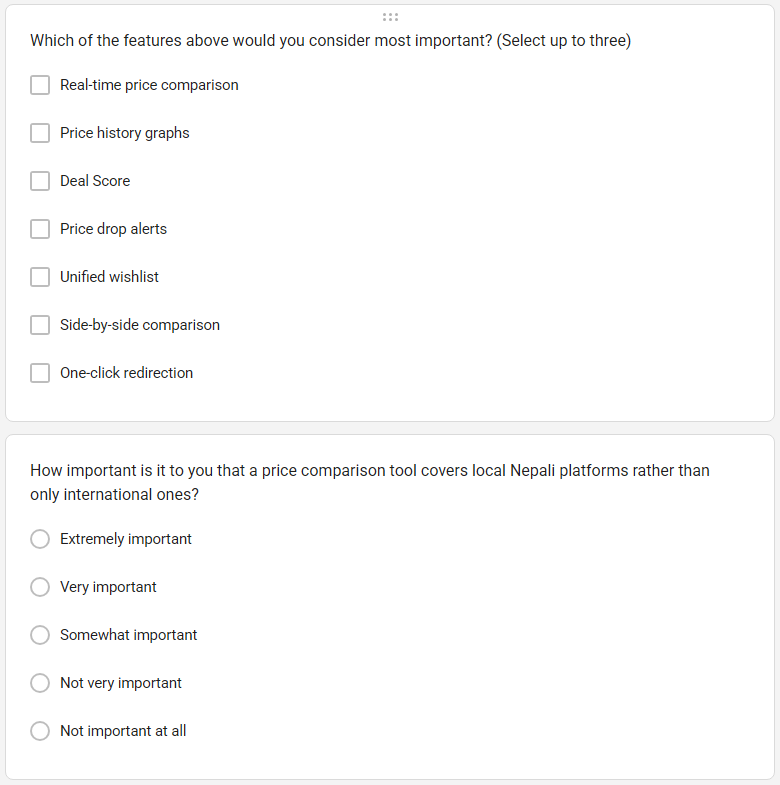 Which of the features above would you consider most important? (Select up to three)
Real-time price comparison
Price history graphs
Deal Score
Price drop alerts
Unified wishlist
Side-by-side comparison
One-click redirection
How important is it to you that a price comparison tool covers local Nepali platforms rather than
only international ones?
Extremely important
Very important
Somewhat important
Not very important
Not important at all